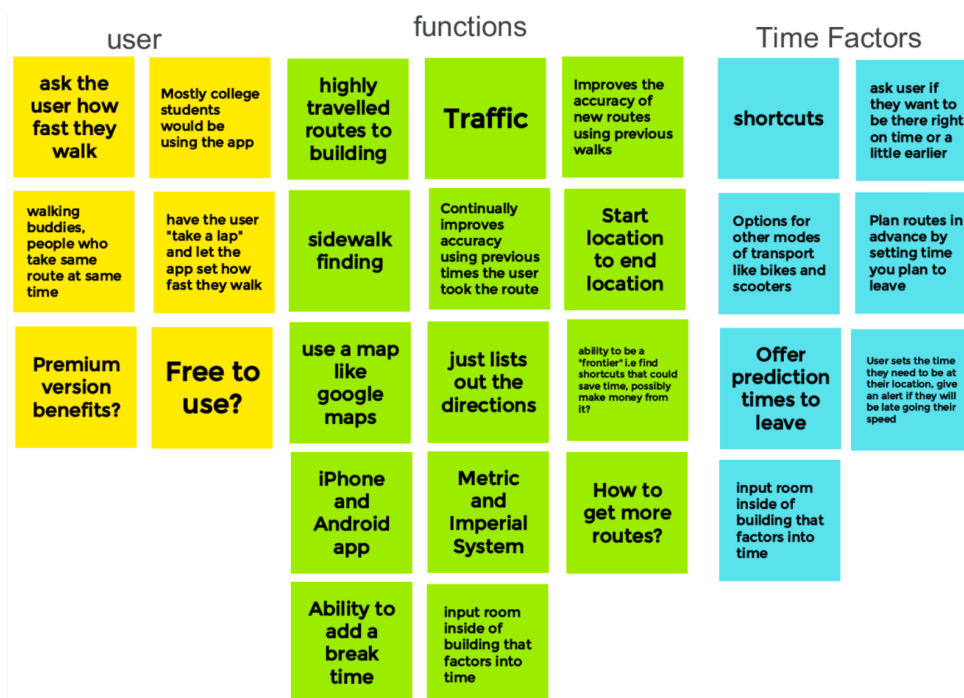 user
functions
Time Factors
ask the
user how
fast they
walk
Mostly college
students
would be
using the app
walking
buddies,
people who
take same
route at same
time
have the user
"take a lap"
and let the
app set how
fast they walk
Premium
version
benefits?
Free to
use?
highly
travelled
routes to
building
Traffic
Improves the
accuracy of
new routes
using previous
walks
sidewalk
finding
Continually
improves
accuracy
using previous
times the user
took the route
Start
location
to end
location
use a map
like
google
maps
just lists
out the
directions
ability to be a
"frontier" i.e find
shortcuts that could
save time, possibly
make money from
it?
iPhone
and
Android
app
Metric
and
Imperial
System
How to
get more
routes?
Ability to
add a
break
time
input room
inside of
building that
factors into
time
shortcuts
ask user if
they want to
be there right
on time or a
little earlier
Options for
other modes
of transport
like bikes and
scooters
Plan routes in
advance by
setting time
you plan to
leave
Offer
prediction
times to
leave
User sets the time
they need to be at
their location, give
an alert if they will
be late going their
speed
input room
inside of
building that
factors into
time